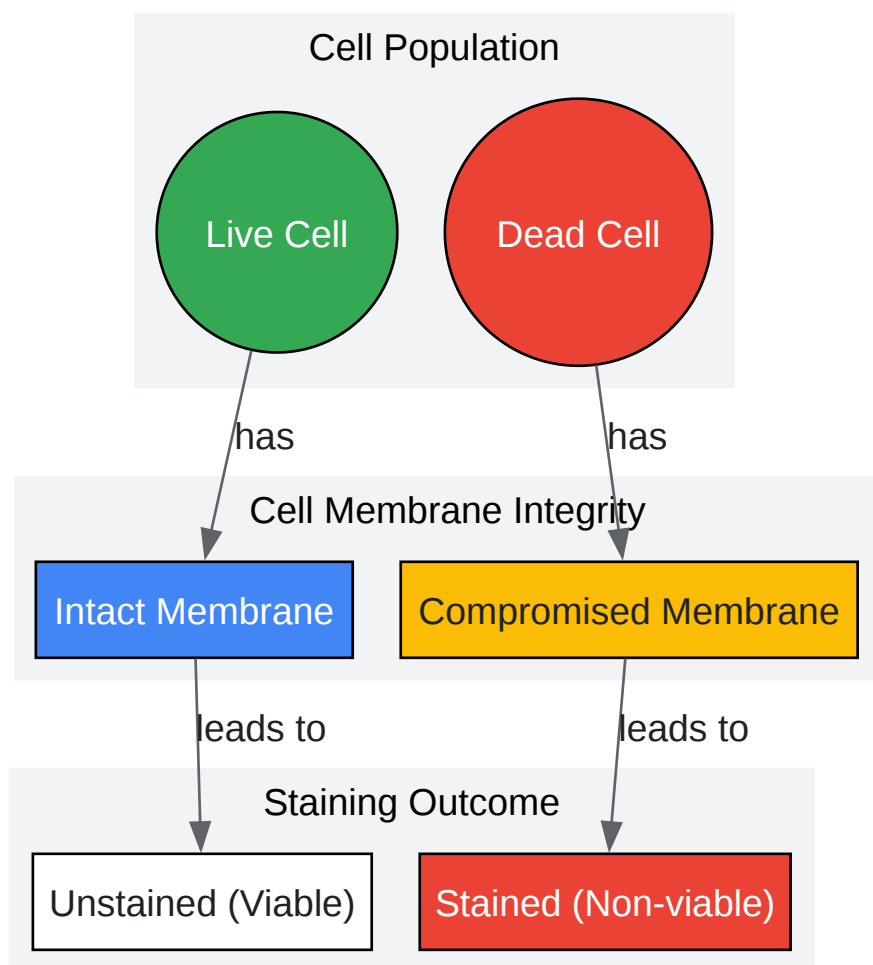 Cell Population
Live Cell
Dead Cell
has
has
Cell Membrane Integrity
Intact Membrane
Compromised Membrane
leads to
leads to
Staining Outcome
Unstained (Viable)
Stained (Non-viable)